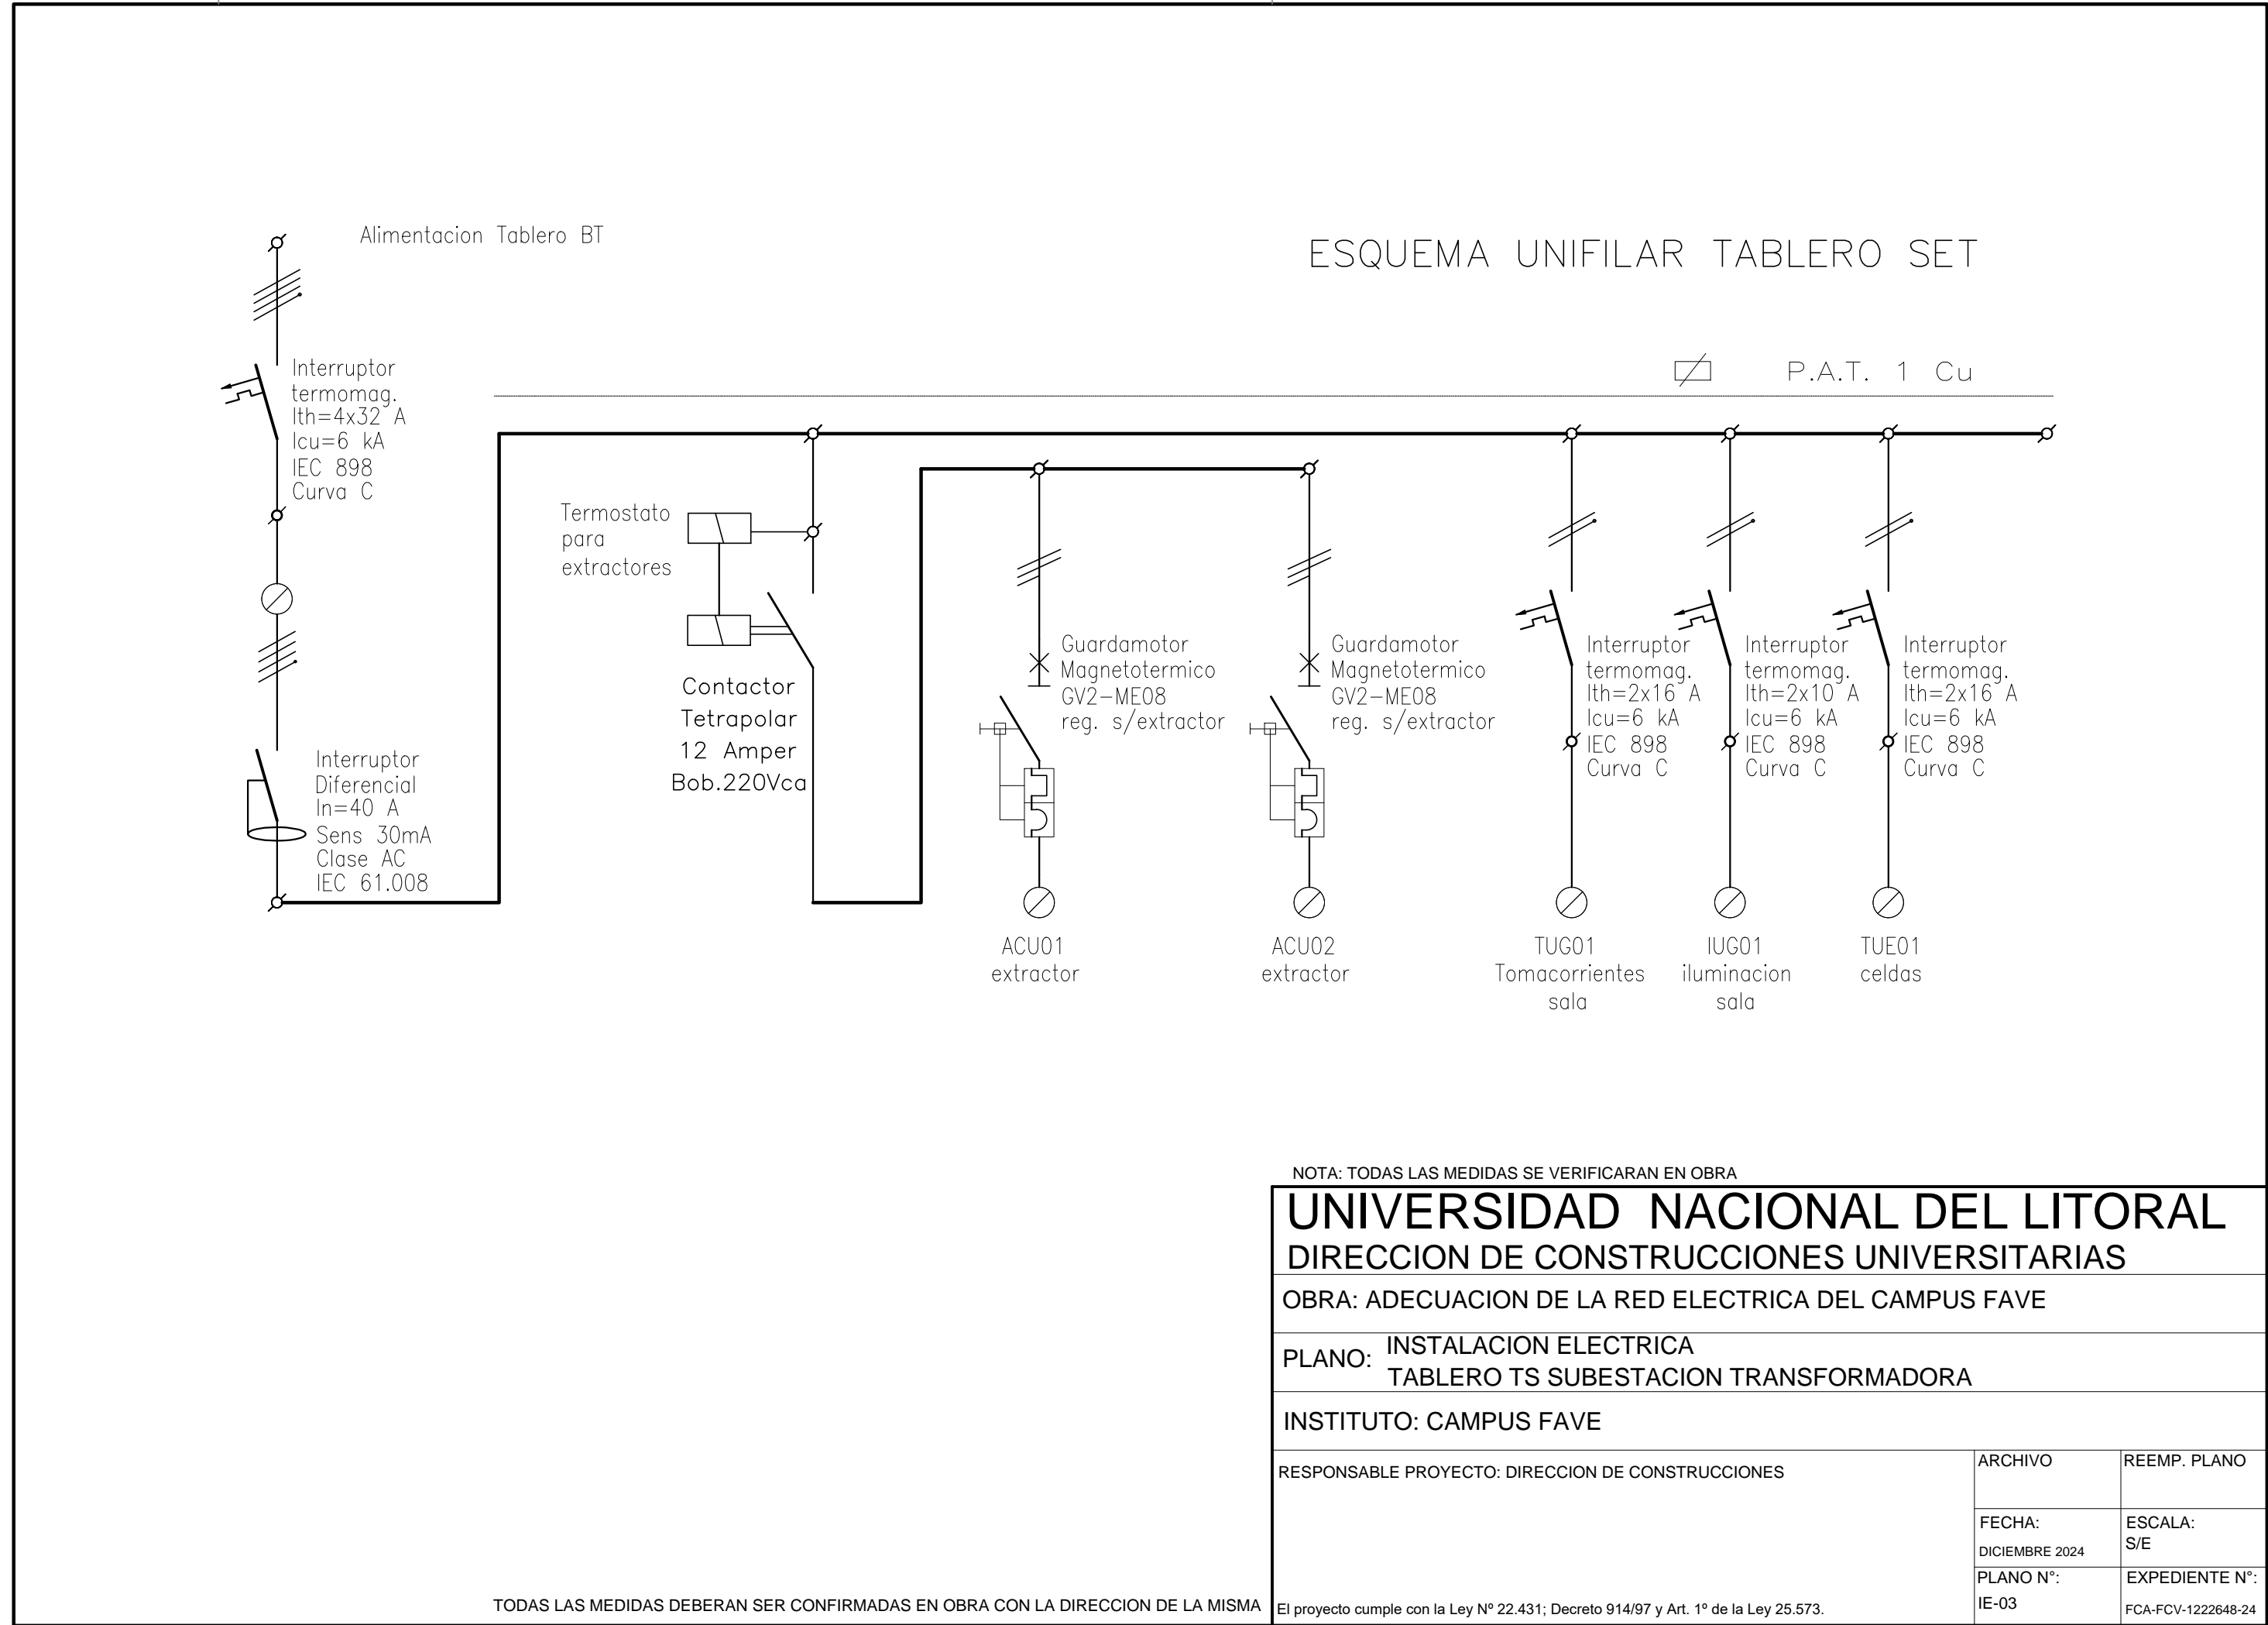 Alimentacion Tablero BT
ESQUEMA UNIFILAR TABLERO SET
P.A.T. 1 Cu
Interruptor
termomag.
Ith=4x32 A
Icu=6 kA
IEC 898
Curva C
Termostato
para
extractores
Contactor
Tetrapolar
12 Amper
Bob.220Vca
Interruptor
Diferencial
In=40 A
Sens 30mA
Clase AC
IEC 61.008
Guardamotor
Magnetotermico
GV2-ME08
reg. s/extractor
Guardamotor
Magnetotermico
GV2-ME08
reg. s/extractor
Interruptor
termomag.
Ith=2x16 A
Icu=6 kA
IEC 898
Curva C
Interruptor
termomag.
Ith=2x10 A
Icu=6 kA
IEC 898
Curva C
Interruptor
termomag.
Ith=2x16 A
Icu=6 kA
IEC 898
Curva C
ACU01
extractor
ACU02
extractor
TUG01
Tomacorrientes
sala
IUG01
iluminacion
sala
TUE01
celdas
NOTA: TODAS LAS MEDIDAS SE VERIFICARAN EN OBRA
UNIVERSIDAD NACIONAL DEL LITORAL
DIRECCION DE CONSTRUCCIONES UNIVERSITARIAS
OBRA: ADECUACION DE LA RED ELECTRICA DEL CAMPUS FAVE
PLANO: INSTALACION ELECTRICA
TABLERO TS SUBESTACION TRANSFORMADORA
INSTITUTO: CAMPUS FAVE
RESPONSABLE PROYECTO: DIRECCION DE CONSTRUCCIONES
ARCHIVO
REEMP. PLANO
FECHA:
DICIEMBRE 2024
ESCALA:
S/E
PLANO N°:
IE-03
EXPEDIENTE N°:
FCA-FCV-1222648-24
El proyecto cumple con la Ley Nº 22.431; Decreto 914/97 y Art. 1º de la Ley 25.573.
TODAS LAS MEDIDAS DEBERAN SER CONFIRMADAS EN OBRA CON LA DIRECCION DE LA MISMA